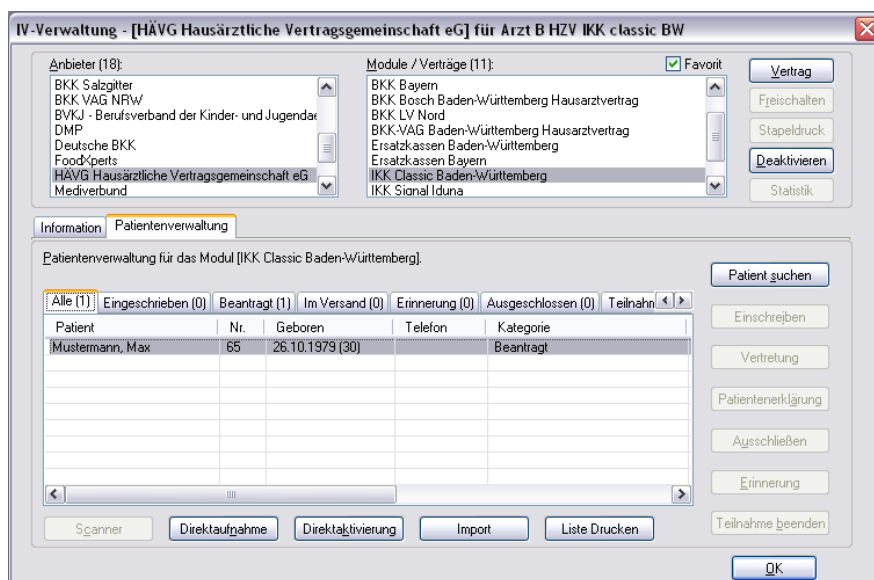 IV-Verwaltung - [HÄVG Hausärztliche Vertragsgemeinschaft eG] für Arzt B HZV IKK classic BW
Anbieter (18):
BKK Salzgitter
BKK VAG NRW
BVKJ - Berufsverband der Kinder- und Jugendae
DMP
Deutsche BKK
FoodXperts
HÄVG Hausärztliche Vertragsgemeinschaft eG
Mediverbund
Module / Verträge (11):
Favorit
BKK Bayern
BKK Bosch Baden-Württemberg Hausarztvertrag
BKK LV Nord
BKK-VAG Baden-Württemberg Hausarztvertrag
Ersatzkassen Baden-Württemberg
Ersatzkassen Bayern
IKK Classic Baden-Württemberg
IKK Signal Iduna
Vertrag
Freischalten
Stapeldruck
Deaktivieren
Statistik
Information Patientenverwaltung
Patientenverwaltung für das Modul [IKK Classic Baden-Württemberg].
Alle (1) Eingeschrieben (0) Beantragt (1) Im Versand (0) Erinnerung (0) Ausgeschlossen (0) Teilnahm
Patient Nr. Geboren Telefon Kategorie
Mustermann, Max 65 26.10.1979 (30) Beantragt
Patient suchen
Einschreiben
Vertretung
Patientenerklärung
Ausschließen
Erinnerung
Teilnahme beenden
Scanner Direktaufnahme Direktaktivierung Import Liste Drucken
OK